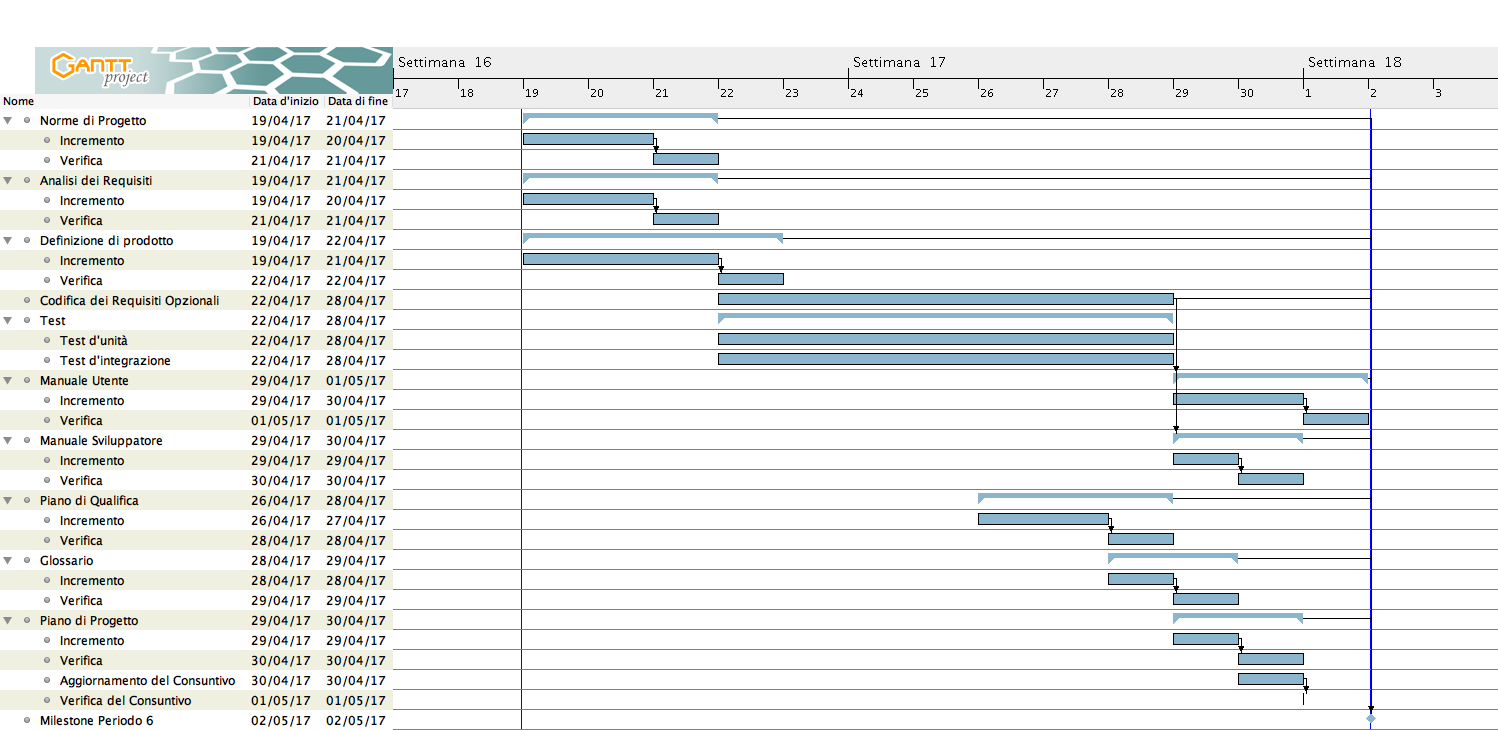 GANTT project
Settimana 16 Settimana 17 Settimana 18
17 18 19 20 21 22 23 24 25 26 27 28 29 30 1 2 3
Nome Data d'inizio Data di fine
Norme di Progetto 19/04/17 21/04/17
Incremento 19/04/17 20/04/17
Verifica 21/04/17 21/04/17
Analisi dei Requisiti 19/04/17 21/04/17
Incremento 19/04/17 20/04/17
Verifica 21/04/17 21/04/17
Definizione di prodotto 19/04/17 22/04/17
Incremento 19/04/17 21/04/17
Verifica 22/04/17 22/04/17
Codifica dei Requisiti Opzionali 22/04/17 28/04/17
Test 22/04/17 28/04/17
Test d'unità 22/04/17 28/04/17
Test d'integrazione 22/04/17 28/04/17
Manuale Utente 29/04/17 01/05/17
Incremento 29/04/17 30/04/17
Verifica 01/05/17 01/05/17
Manuale Sviluppatore 29/04/17 30/04/17
Incremento 29/04/17 29/04/17
Verifica 30/04/17 30/04/17
Piano di Qualifica 26/04/17 28/04/17
Incremento 26/04/17 27/04/17
Verifica 28/04/17 28/04/17
Glossario 28/04/17 29/04/17
Incremento 28/04/17 28/04/17
Verifica 29/04/17 29/04/17
Piano di Progetto 29/04/17 30/04/17
Incremento 29/04/17 29/04/17
Verifica 30/04/17 30/04/17
Aggiornamento del Consuntivo 30/04/17 30/04/17
Verifica del Consuntivo 01/05/17 01/05/17
Milestone Periodo 6 02/05/17 02/05/17